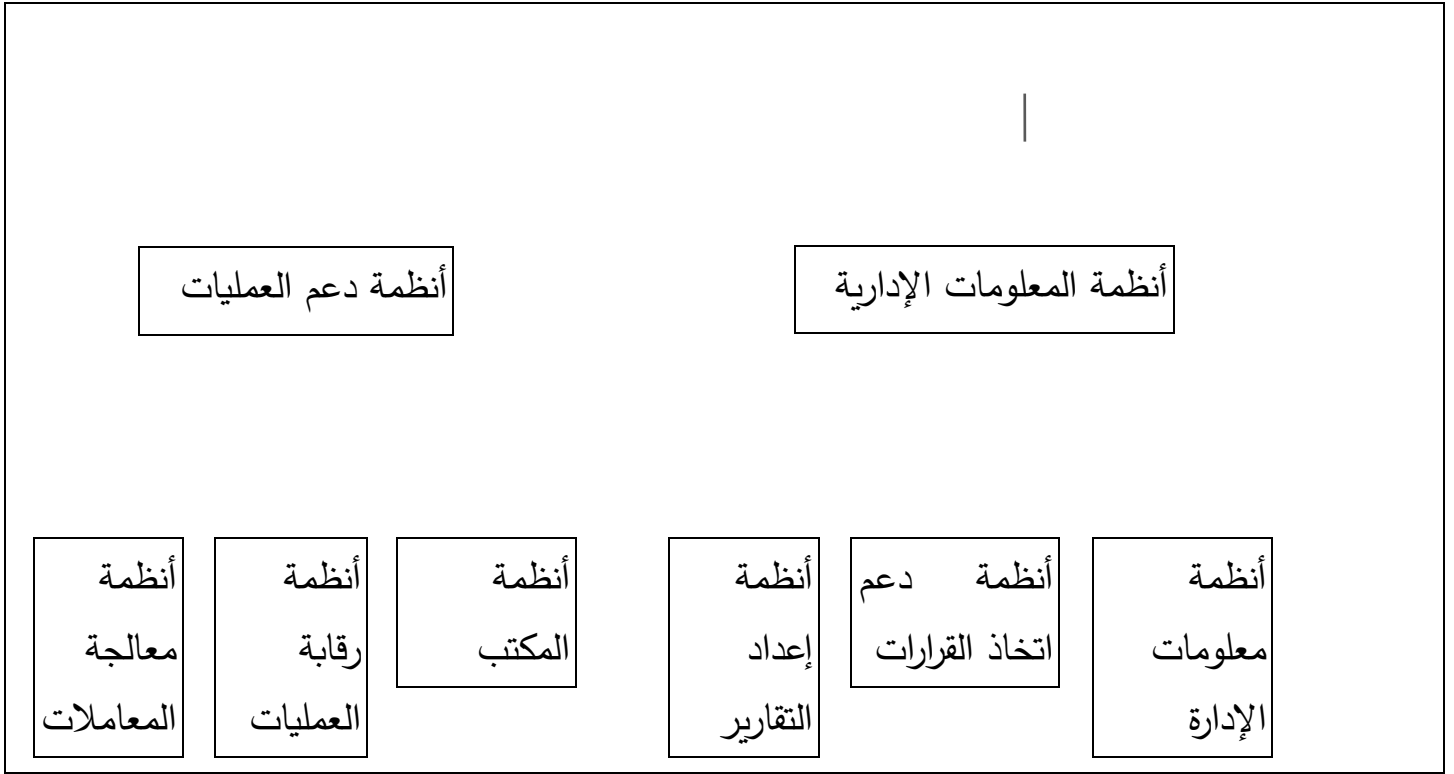 أنظمة المعلومات الإدارية
أنظمة دعم العمليات
أنظمة
معلومات
الإدارة
أنظمة دعم
اتخاذ القرارات
أنظمة
إعداد
التقارير
أنظمة
المكتب
أنظمة
رقابة
العمليات
أنظمة
معالجة
المعاملات